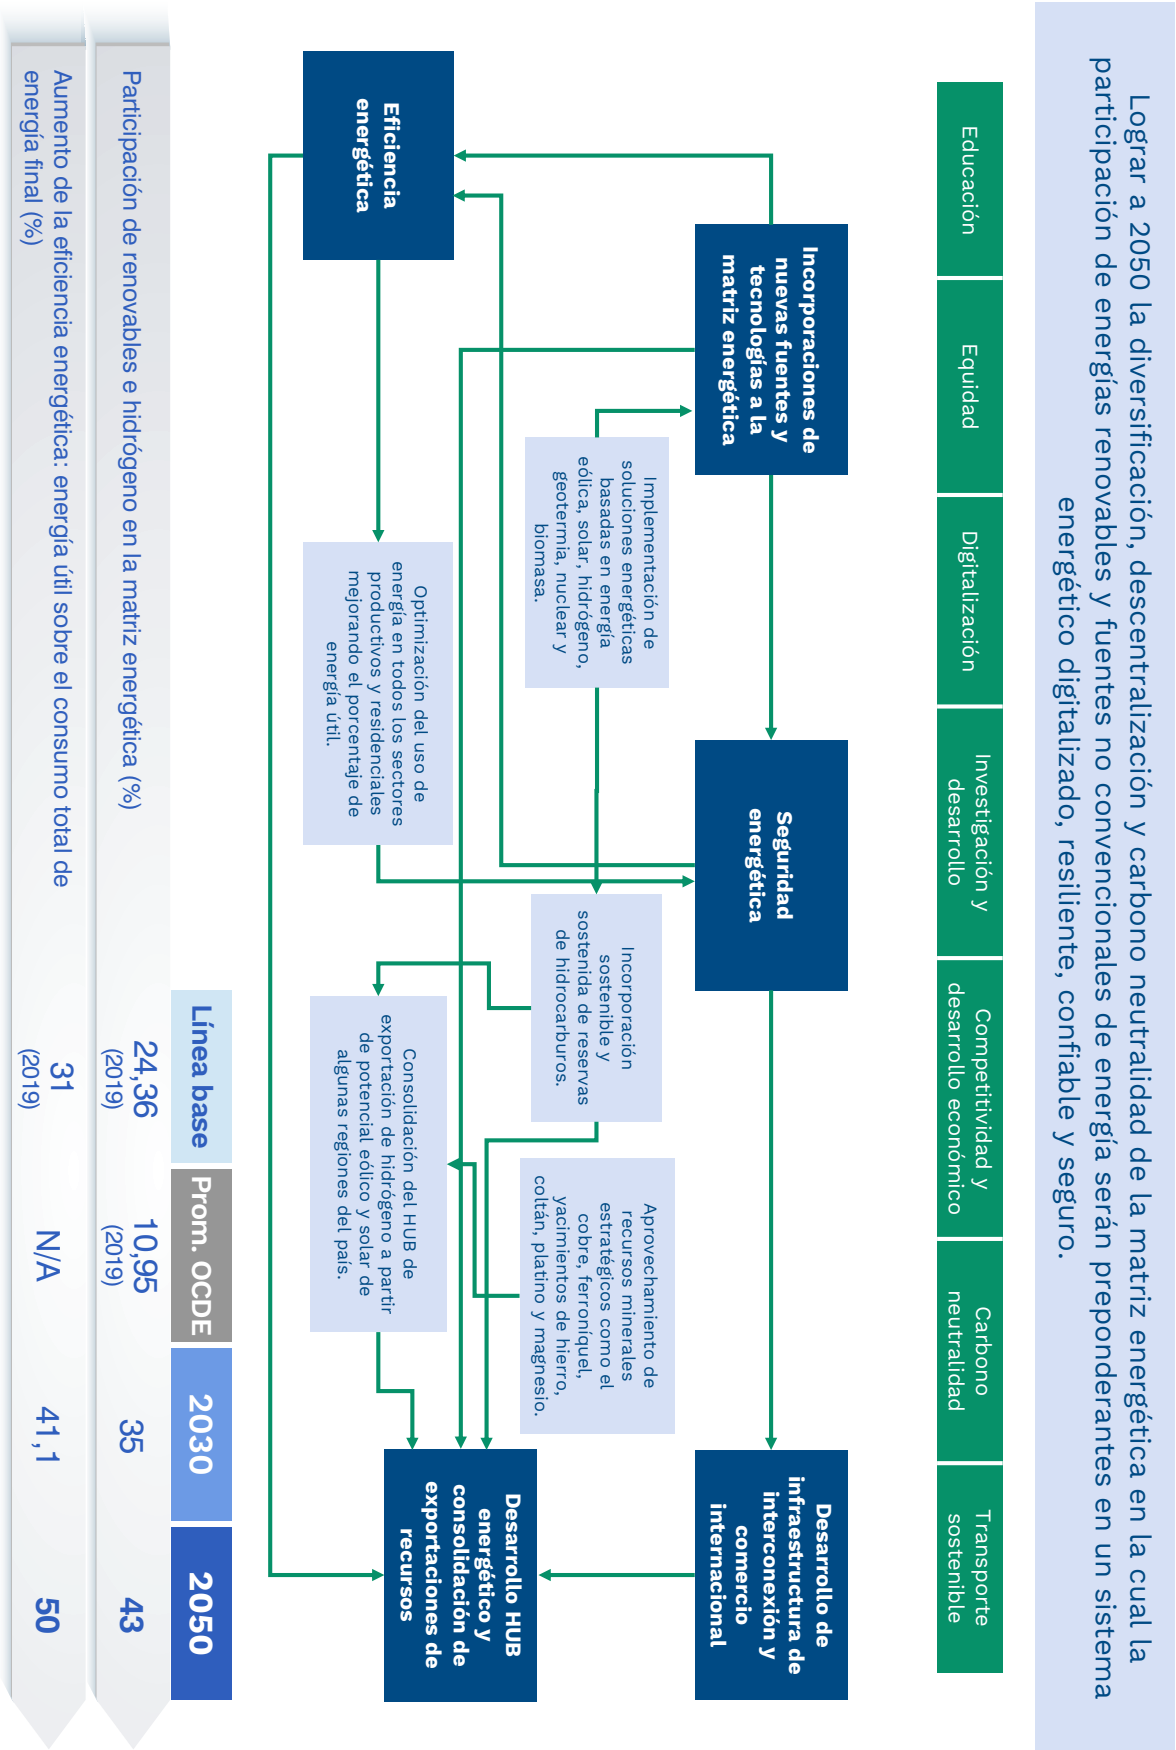 Lograr a 2050 la diversificación, descentralización y carbono neutralidad de la matriz energética en la cual la
participación de energías renovables y fuentes no convencionales de energía serán preponderantes en un sistema
energético digitalizado, resiliente, confiable y seguro.
Educación
Equidad
Digitalización
Investigación y
desarrollo
Competitividad y
desarrollo económico
Carbono
neutralidad
Transporte
sostenible
Incorporaciones de
nuevas fuentes y
tecnologías a la
matriz energética
Seguridad
energética
Desarrollo de
infraestructura de
interconexión y
comercio
internacional
Implementación de
soluciones energéticas
basadas en energía
eólica, solar, hidrógeno,
geotermia, nuclear y
biomasa.
Incorporación
sostenible y
sostenida de reservas
de hidrocarburos.
Aprovechamiento de
recursos minerales
estratégicos como el
cobre, ferroníquel,
yacimientos de hierro,
coltán, platino y magnesio.
Eficiencia
energética
Optimización del uso de
energía en todos los sectores
productivos y residenciales
mejorando el porcentaje de
energía útil.
Consolidación del HUB de
exportación de hidrógeno a partir
de potencial eólico y solar de
algunas regiones del país.
Desarrollo HUB
energético y
consolidación de
exportaciones de
recursos
Línea base
Prom. OCDE
2030
2050
Participación de renovables e hidrógeno en la matriz energética (%)
24,36
(2019)
10,95
(2019)
35
43
Aumento de la eficiencia energética: energía útil sobre el consumo total de
energía final (%)
31
(2019)
N/A
41,1
50